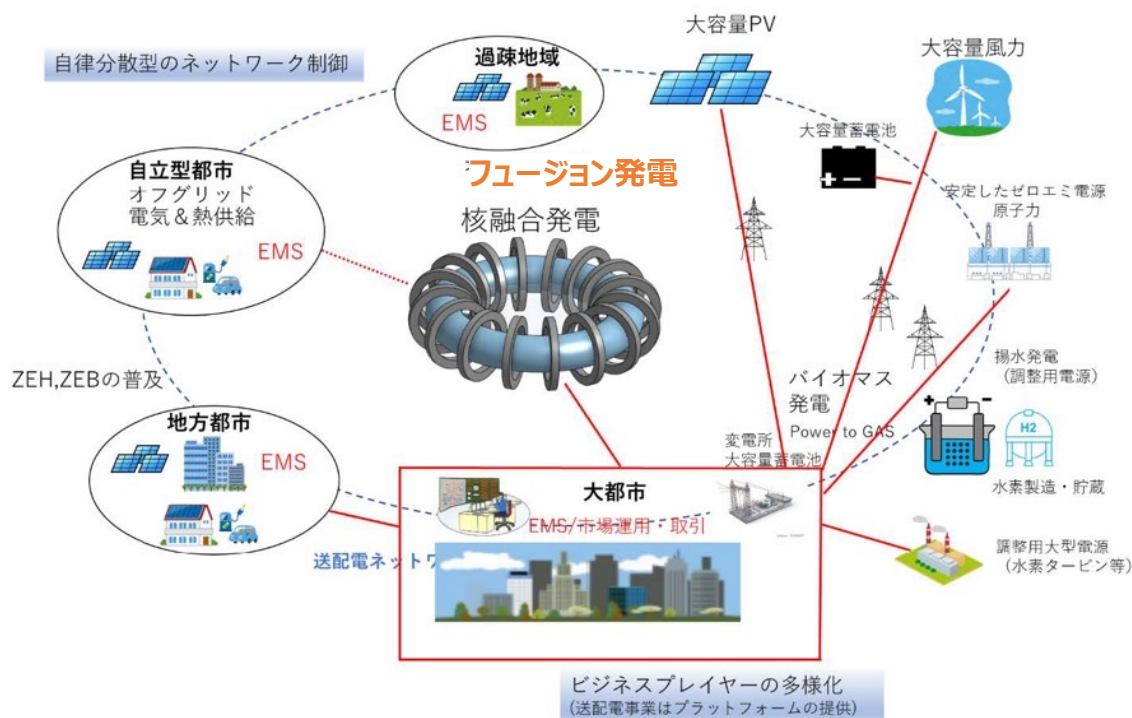 大容量PV
過疎地域
EMS
大容量風力
自律分散型のネットワーク制御
大容量蓄電池
自立型都市
オフグリッド
電気＆熱供給
EMS
フュージョン発電
核融合発電
安定したゼロエミ電源
原子力
ZEH,ZEBの普及
地方都市
EMS
揚水発電
（調整用電源）
バイオマス
発電
Power to GAS
H2
水素製造・貯蔵
変電所
大容量蓄電池
大都市
EMS/市場運用・取引
送配電ネットワ
調整用大型電源
（水素タービン等）
ビジネスプレイヤーの多様化
（送配電事業はプラットフォームの提供）